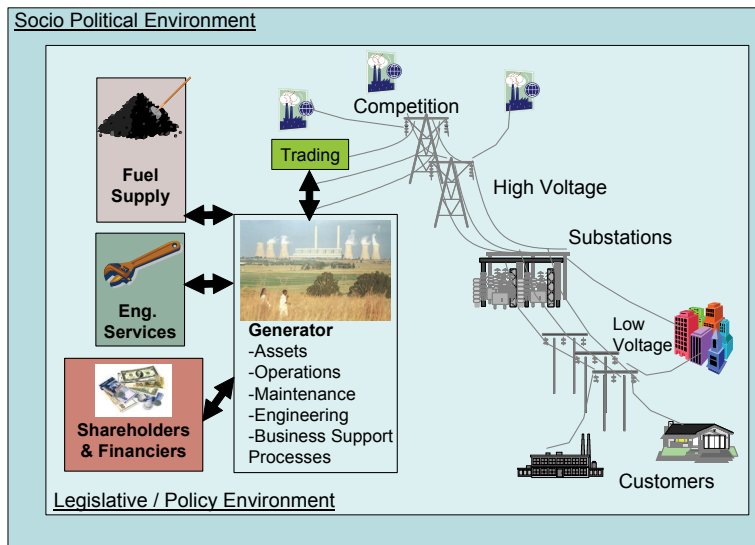 Socio Political Environment
Competition
Trading
Fuel
Supply
High Voltage
Substations
Eng.
Services
Generator
-Assets
-Operations
-Maintenance
-Engineering
-Business Support
Processes
Low
Voltage
Shareholders
& Financiers
Customers
Legislative / Policy Environment